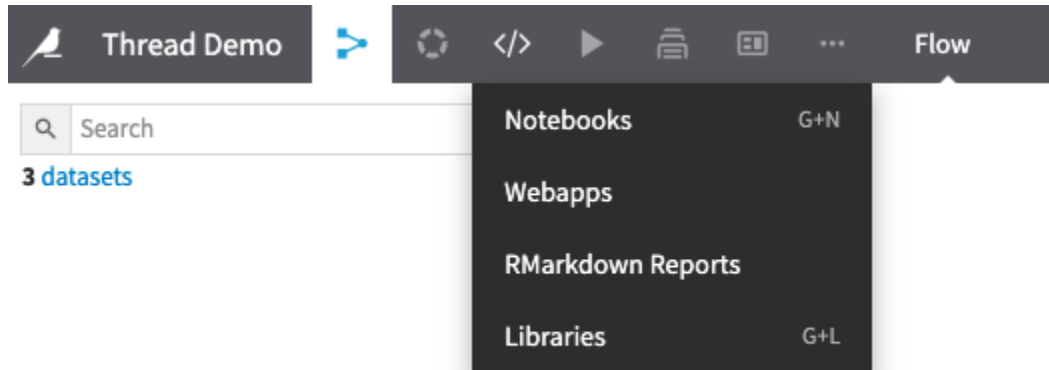 Thread Demo </> Flow
Search
3 datasets
Notebooks G+N
Webapps
RMarkdown Reports
Libraries G+L